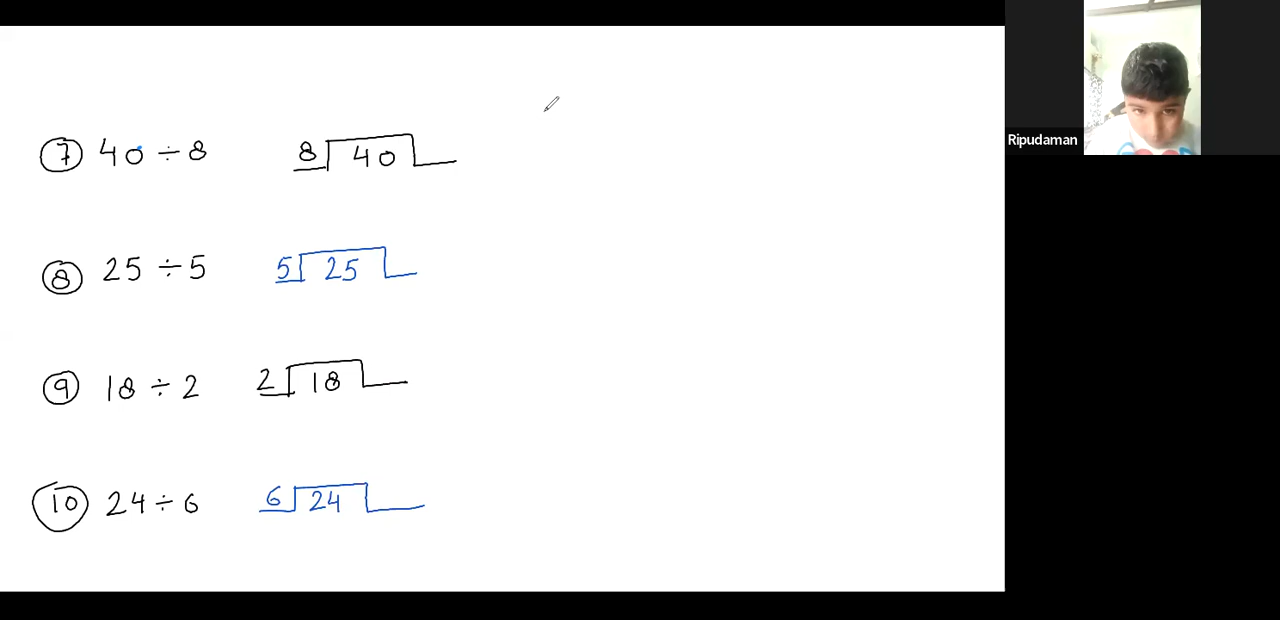 ⑦ 40 ÷ 8 8 40
Ripudaman
⑧ 25 ÷ 5 5 25
⑨ 18 ÷ 2 2 18
⑩ 24 ÷ 6 6 24